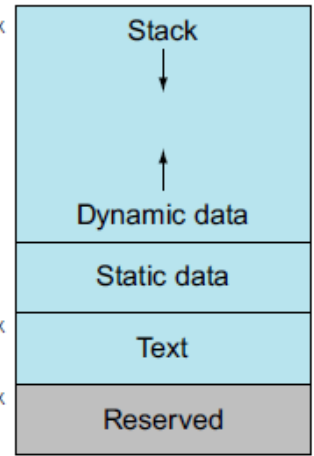 x
Stack
Dynamic data
Static data
x
Text
x
Reserved